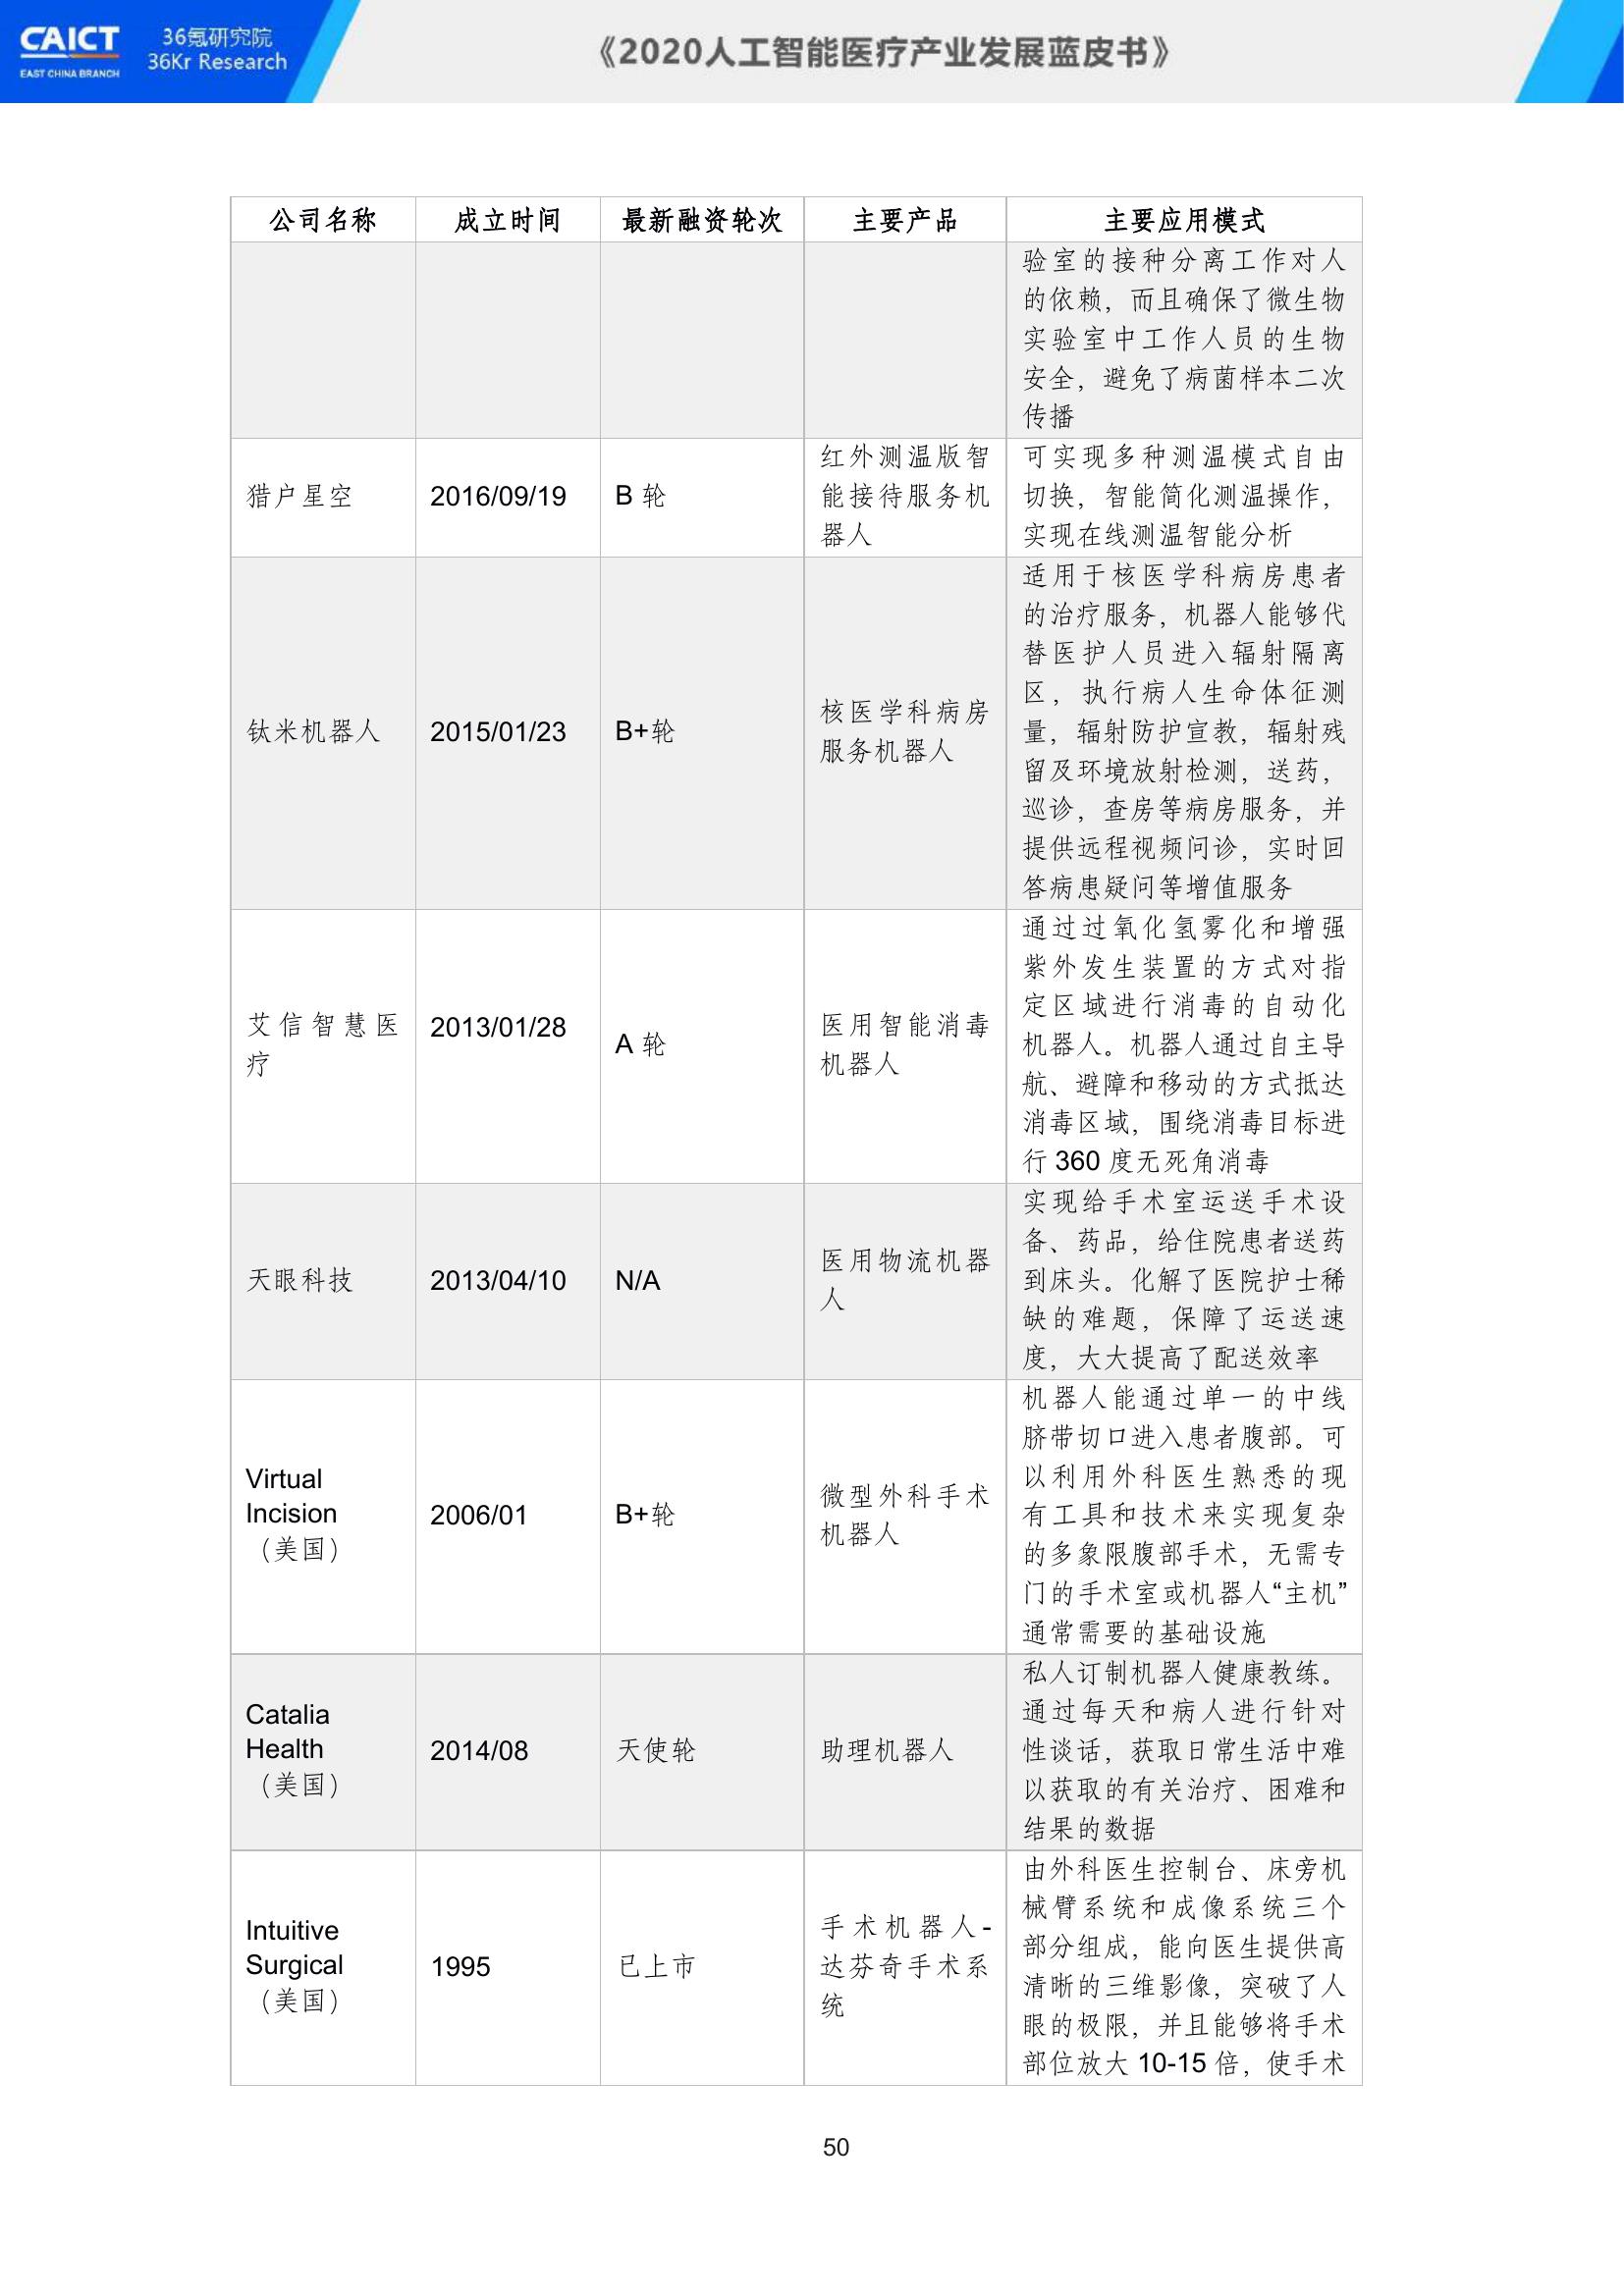 CAICT
EAST CHINA BRANCH
36氪研究院
36Kr Research
《2020人工智能医疗产业发展蓝皮书》
公司名称 成立时间 最新融资轮次 主要产品 主要应用模式
验室的接种分离工作对人
的依赖，而且确保了微生物
实验室中工作人员的生物
安全，避免了病菌样本二次
传播
猎户星空
2016/09/19
B 轮
红外测温版智
能接待服务机
器人
可实现多种测温模式自由
切换，智能简化测温操作，
实现在线测温智能分析
钛米机器人
2015/01/23
B+轮
核医学科病房
服务机器人
适用于核医学科病房患者
的治疗服务，机器人能够代
替医护人员进入辐射隔离
区，执行病人生命体征测
量，辐射防护宣教，辐射残
留及环境放射检测，送药，
巡诊，查房等病房服务，并
提供远程视频问诊，实时回
答病患疑问等增值服务
艾信智慧医
疗
2013/01/28
A 轮
医用智能消毒
机器人
通过过氧化氢雾化和增强
紫外发生装置的方式对指
定区域进行消毒的自动化
机器人。机器人通过自主导
航、避障和移动的方式抵达
消毒区域，围绕消毒目标进
行 360 度无死角消毒
天眼科技
2013/04/10
N/A
医用物流机器
人
实现给手术室运送手术设
备、药品，给住院患者送药
到床头。化解了医院护士稀
缺的难题，保障了运送速
度，大大提高了配送效率
Virtual
Incision
（美国）
2006/01
B+轮
微型外科手术
机器人
机器人能通过单一的中线
脐带切口进入患者腹部。可
以利用外科医生熟悉的现
有工具和技术来实现复杂
的多象限腹部手术，无需专
门的手术室或机器人“主机”
通常需要的基础设施
Catalia
Health
（美国）
2014/08
天使轮
助理机器人
私人订制机器人健康教练。
通过每天和病人进行针对
性谈话，获取日常生活中难
以获取的有关治疗、困难和
结果的数据
Intuitive
Surgical
（美国）
1995
已上市
手术机器人-
达芬奇手术系
统
由外科医生控制台、床旁机
械臂系统和成像系统三个
部分组成，能向医生提供高
清晰的三维影像，突破了人
眼的极限，并且能够将手术
部位放大 10-15 倍，使手术
50